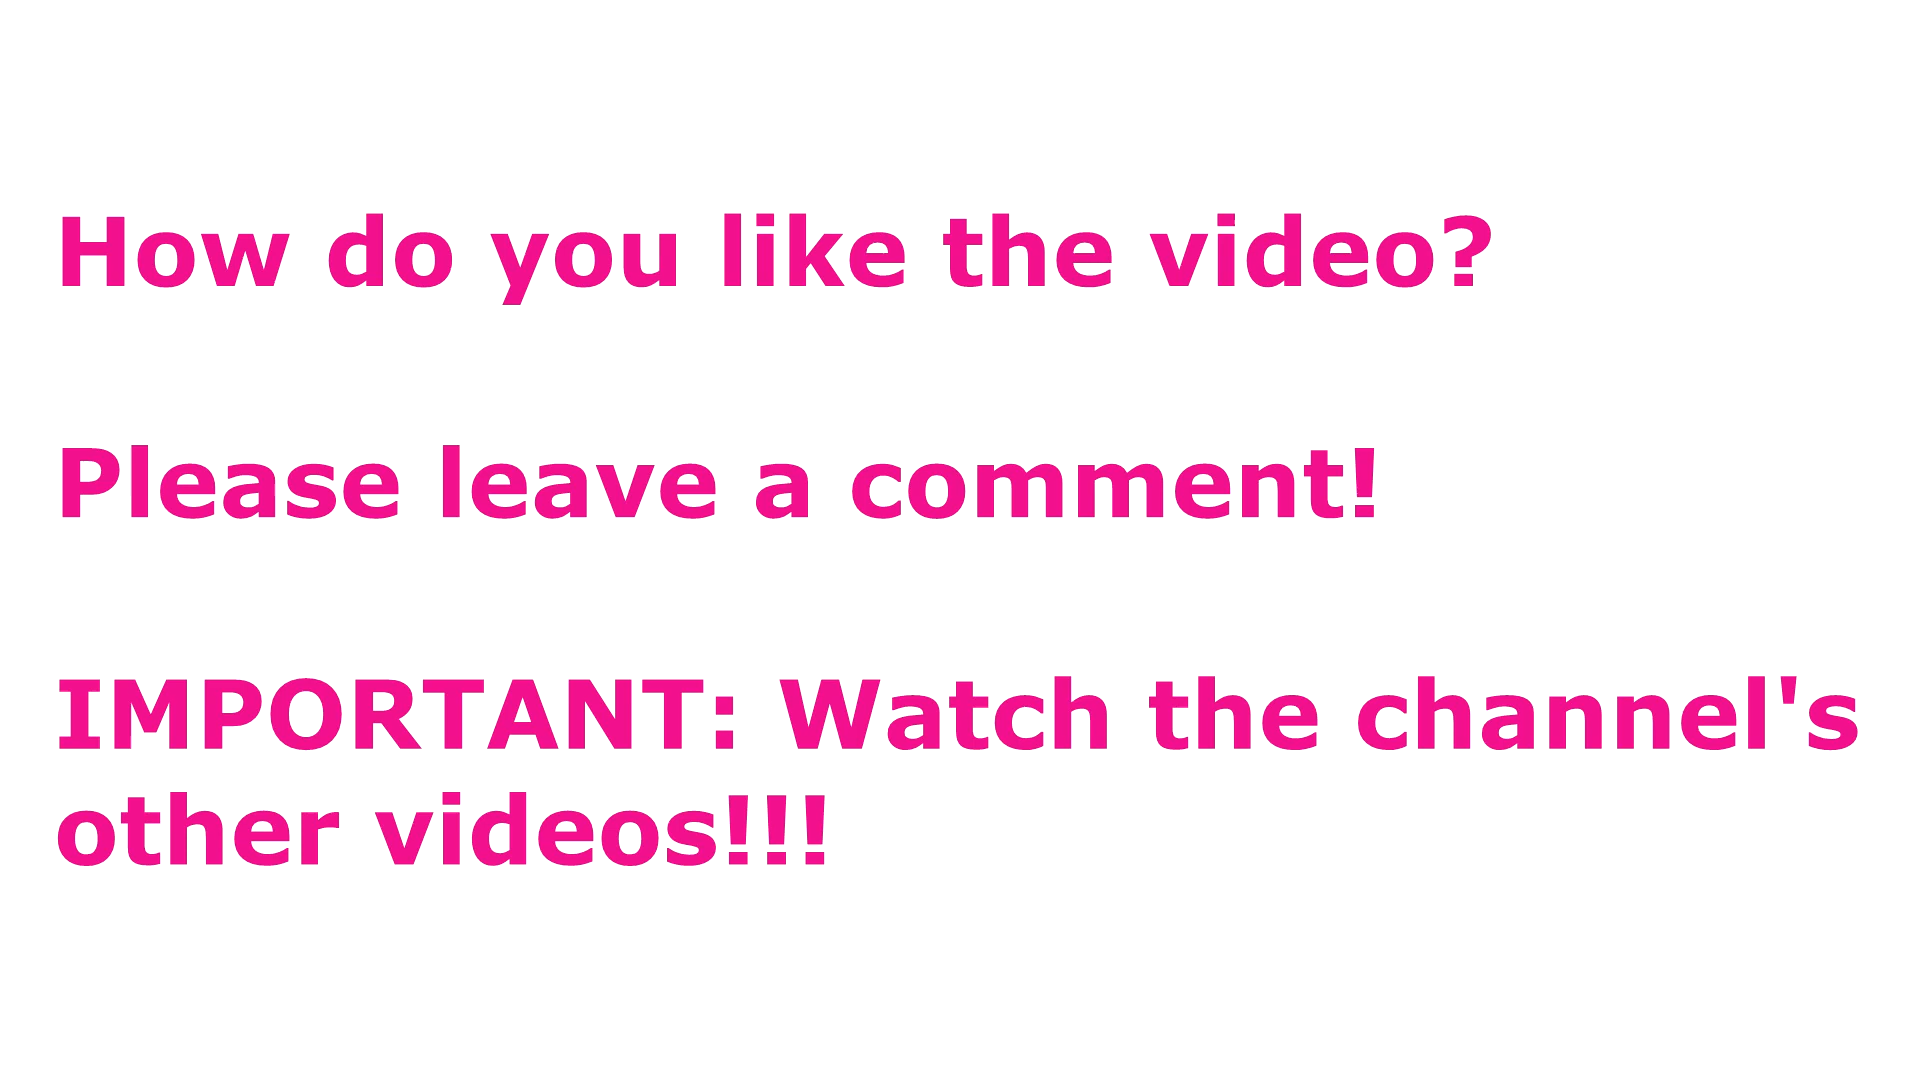 How do you like the video?
Please leave a comment!
IMPORTANT: Watch the channel's
other videos!!!